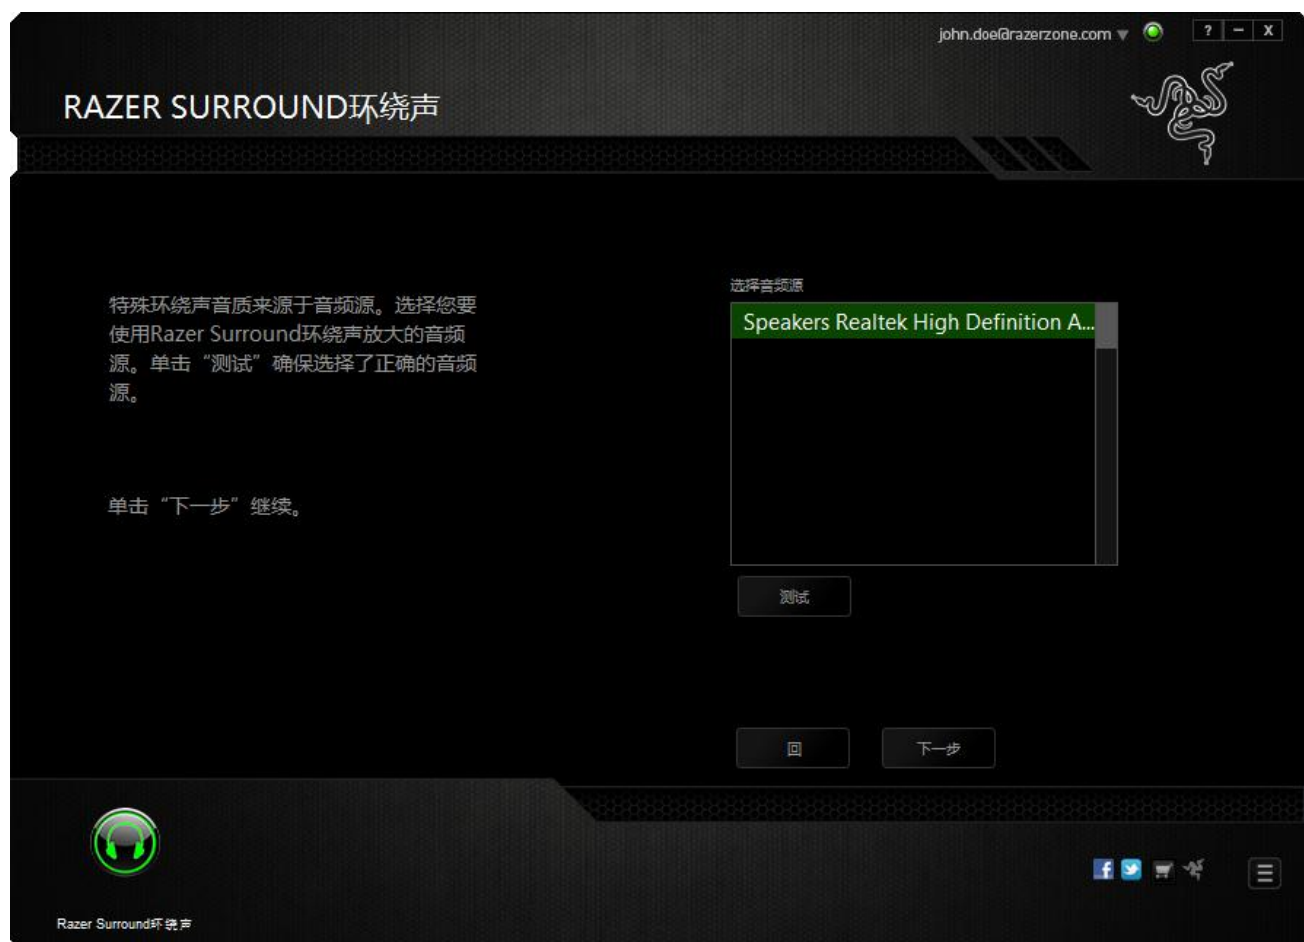 john.doe@razerzone.com
? – X
RAZER SURROUND环绕声
特殊环绕声音质来源于音频源。选择您要
使用Razer Surround环绕声放大的音频
源。单击“测试”确保选择了正确的音频
源。
单击“下一步”继续。
选择音频源
Speakers Realtek High Definition A...
测试
回
下一步
Razer Surround环绕声